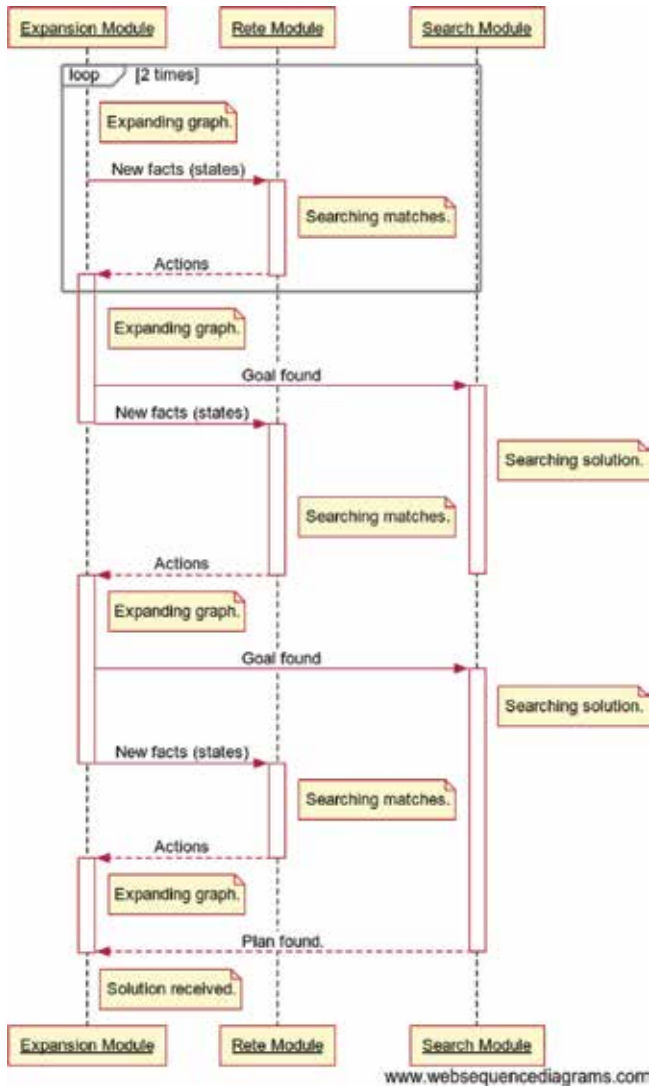 Expansion Module
Rete Module
Search Module
loop
[2 times]
Expanding graph.
New facts (states)
Searching matches.
Actions
Expanding graph.
Goal found
New facts (states)
Searching solution.
Searching matches.
Actions
Expanding graph.
Goal found
Searching solution.
New facts (states)
Searching matches.
Actions
Expanding graph.
Plan found.
Solution received.
Expansion Module
Rete Module
Search Module
www.websequencediagrams.com